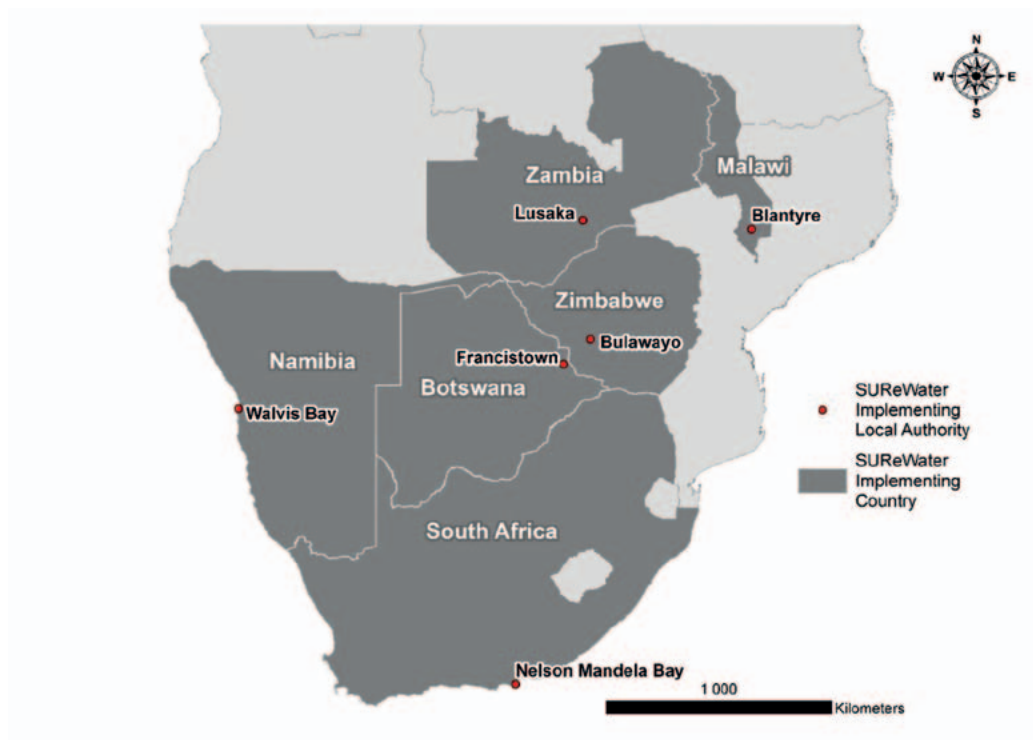 N
W E
S
Zambia
Malawi
Lusaka
Blantyre
Zimbabwe
Bulawayo
Namibia
Francistown
Botswana
Walvis Bay
SUReWater
Implementing
Local Authority
SUReWater
Implementing
Country
South Africa
Nelson Mandela Bay
1 000
Kilometers